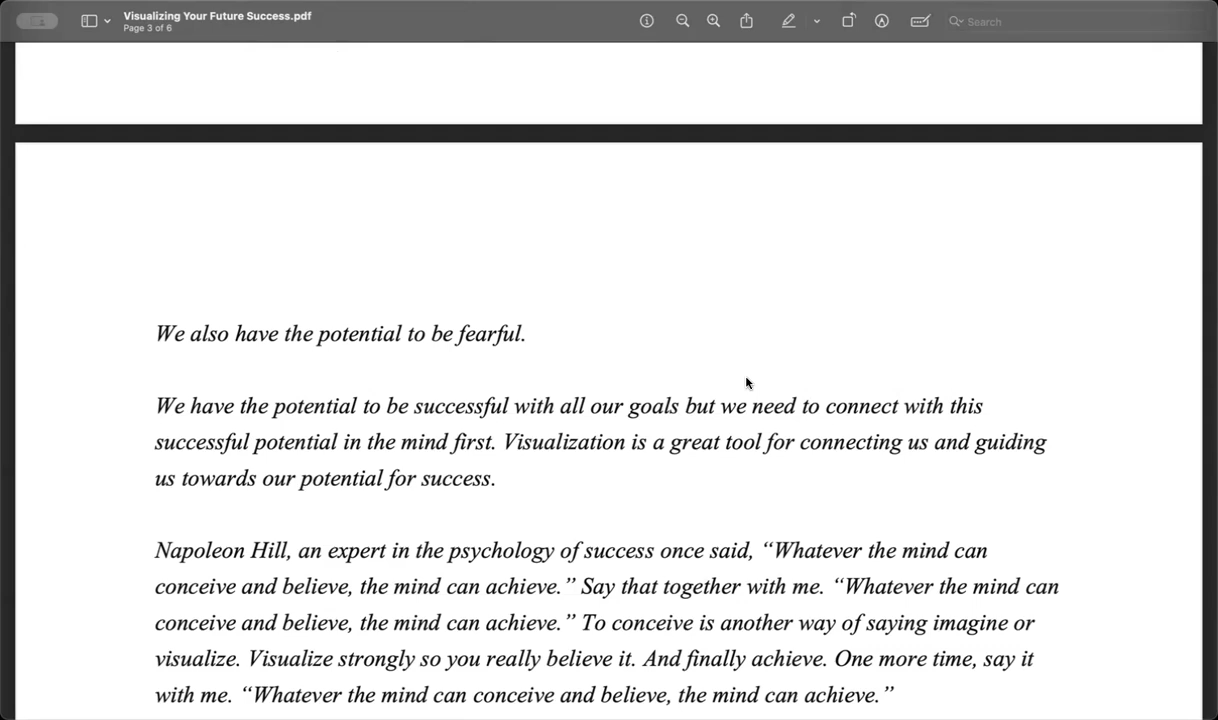 Visualizing Your Future Success.pdf
Page 3 of 6
Search
We also have the potential to be fearful.
We have the potential to be successful with all our goals but we need to connect with this
successful potential in the mind first. Visualization is a great tool for connecting us and guiding
us towards our potential for success.
Napoleon Hill, an expert in the psychology of success once said, “Whatever the mind can
conceive and believe, the mind can achieve.” Say that together with me. “Whatever the mind can
conceive and believe, the mind can achieve.” To conceive is another way of saying imagine or
visualize. Visualize strongly so you really believe it. And finally achieve. One more time, say it
with me. “Whatever the mind can conceive and believe, the mind can achieve.”